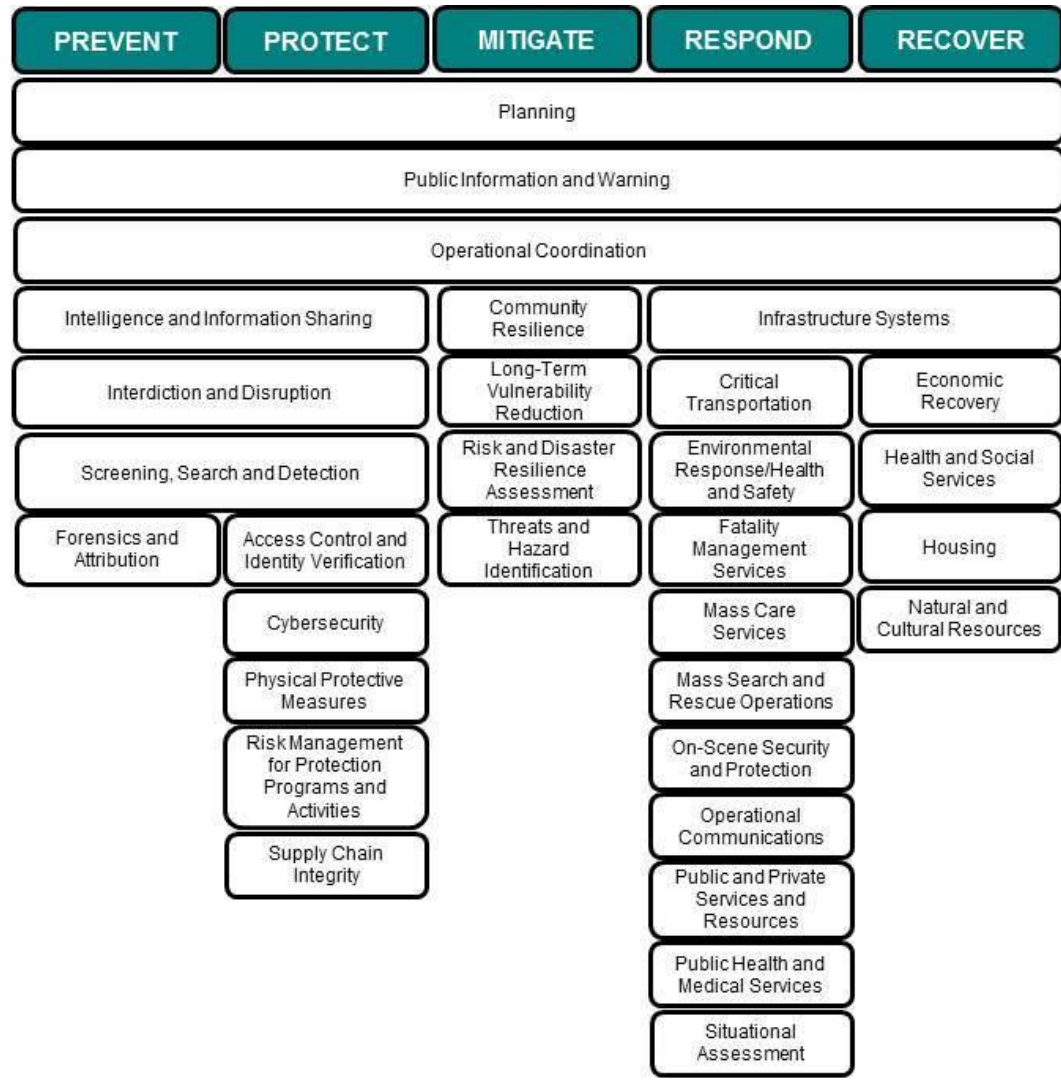 PREVENT PROTECT MITIGATE RESPOND RECOVER
Planning
Public Information and Warning
Operational Coordination
Intelligence and Information Sharing
Community
Resilience
Infrastructure Systems
Interdiction and Disruption
Long-Term
Vulnerability
Reduction
Critical
Transportation
Economic
Recovery
Screening, Search and Detection
Risk and Disaster
Resilience
Assessment
Environmental
Response/Health
and Safety
Health and Social
Services
Forensics and
Attribution
Access Control and
Identity Verification
Threats and
Hazard
Identification
Fatality
Management
Services
Housing
Cybersecurity
Mass Care
Services
Natural and
Cultural Resources
Physical Protective
Measures
Mass Search and
Rescue Operations
Risk Management
for Protection
Programs and
Activities
On-Scene Security
and Protection
Operational
Communications
Supply Chain
Integrity
Public and Private
Services and
Resources
Public Health and
Medical Services
Situational
Assessment